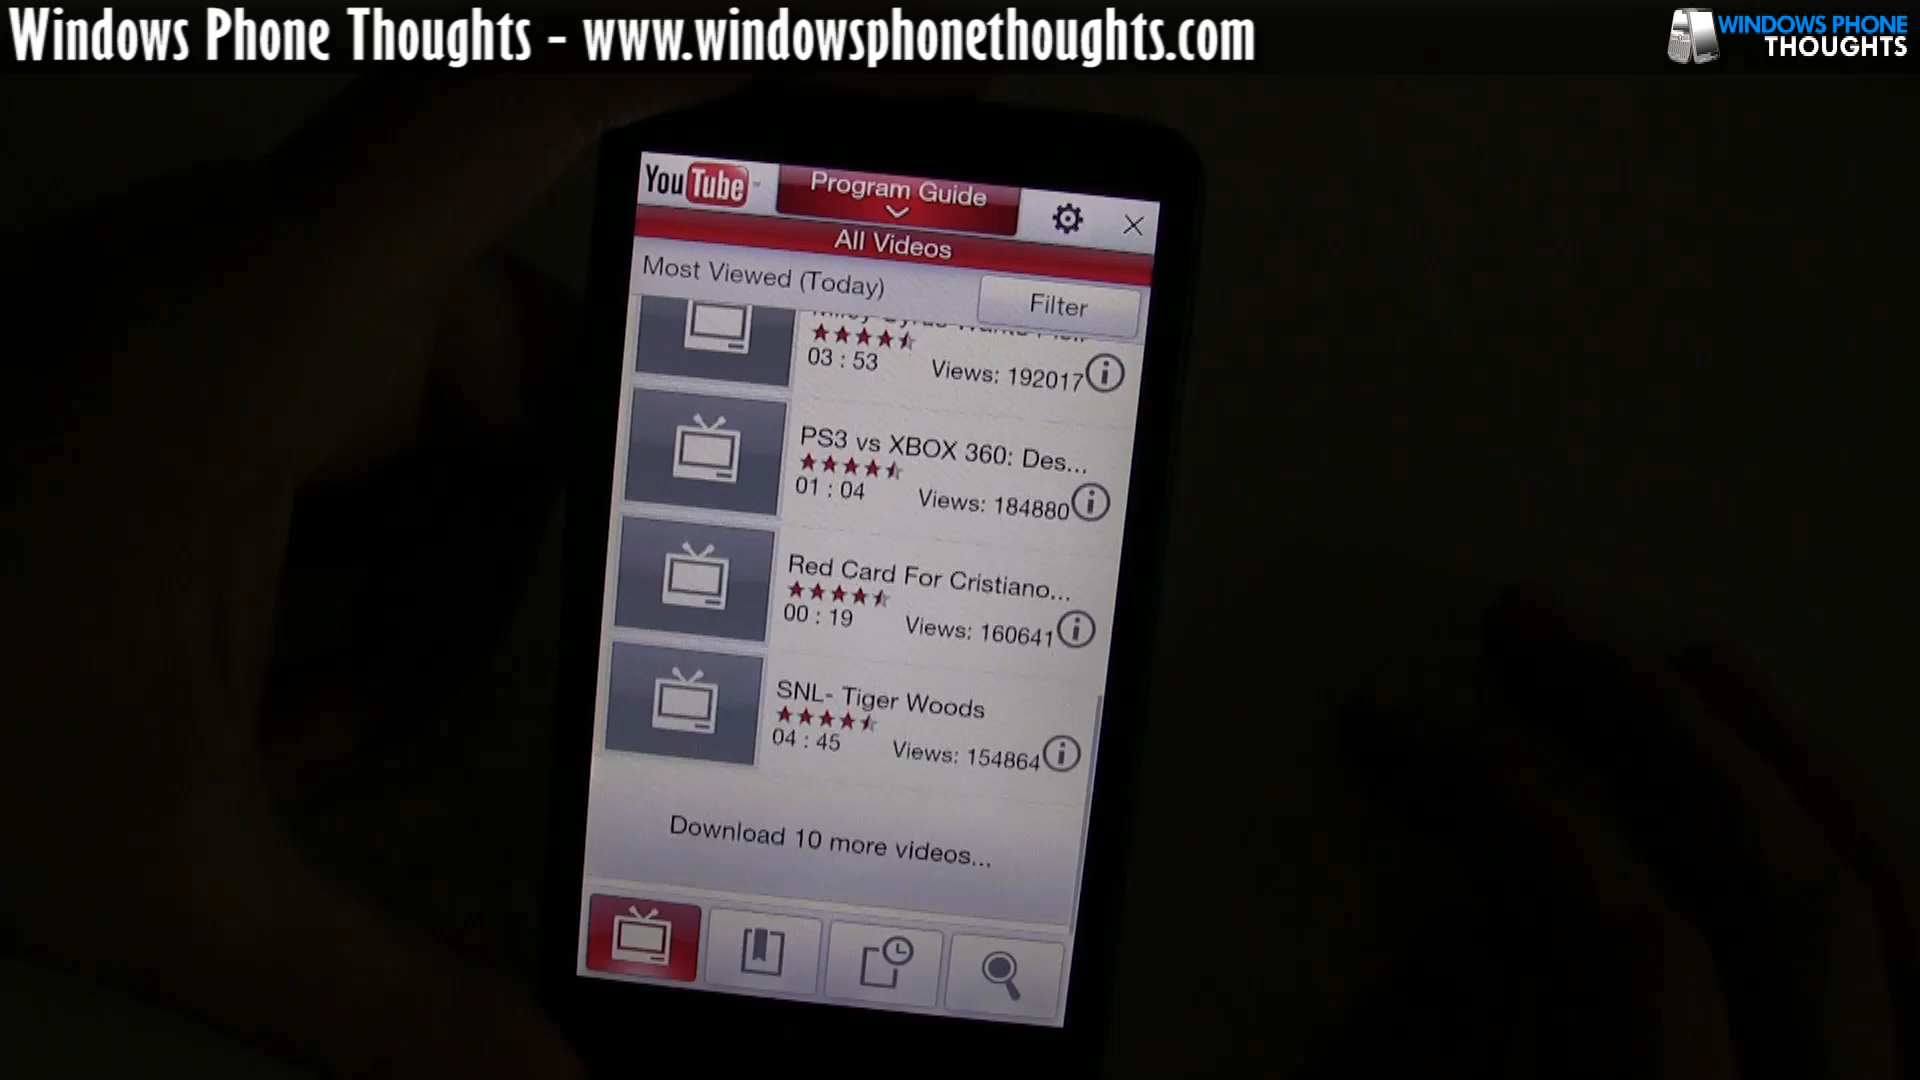 Windows Phone Thoughts - www.windowsphonethoughts.com
WINDOWS PHONE
THOUGHTS
YouTube
Program Guide
All Videos
Most Viewed (Today)
Filter
03 : 53
Views: 192017
PS3 vs XBOX 360: Des...
01 : 04
Views: 184880
Red Card For Cristiano...
00 : 19
Views: 160641
SNL- Tiger Woods
04 : 45
Views: 154864
Download 10 more videos...